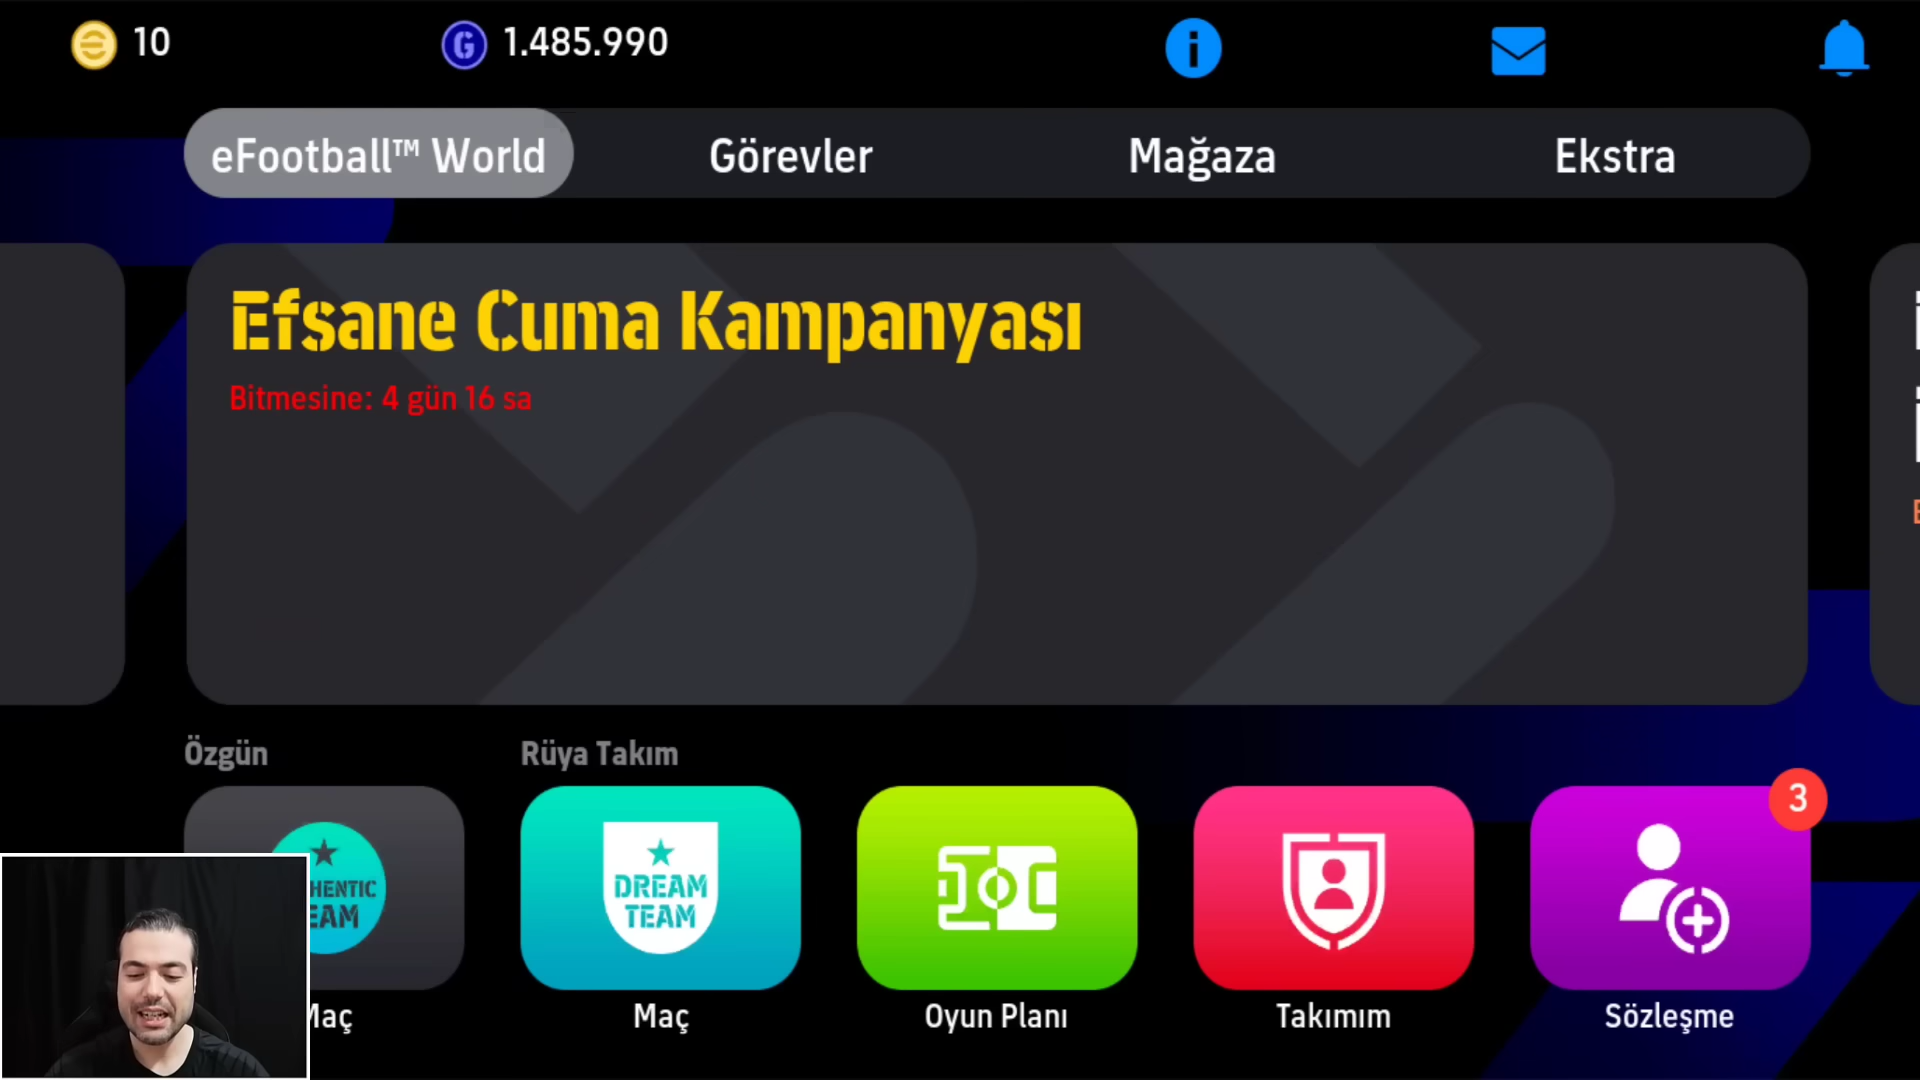 10
1.485.990
eFootball™ World
Görevler
Mağaza
Ekstra
Efsane Cuma Kampanyası
Bitmesine: 4 gün 16 sa
Özgün
Rüya Takım
3
DREAM
TEAM
Maç
Maç
Oyun Planı
Takımım
Sözleşme